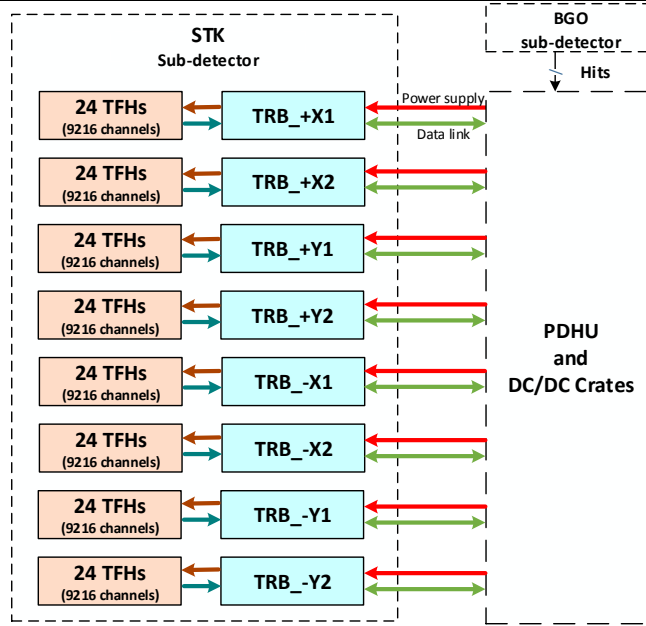 STK
Sub-detector
BGO
sub-detector
Hits
24 TFHs
(9216 channels)
TRB_+X1
Power supply
Data link
24 TFHs
(9216 channels)
TRB_+X2
24 TFHs
(9216 channels)
TRB_+Y1
24 TFHs
(9216 channels)
TRB_+Y2
24 TFHs
(9216 channels)
TRB_-X1
24 TFHs
(9216 channels)
TRB_-X2
24 TFHs
(9216 channels)
TRB_-Y1
24 TFHs
(9216 channels)
TRB_-Y2
PDHU
and
DC/DC Crates